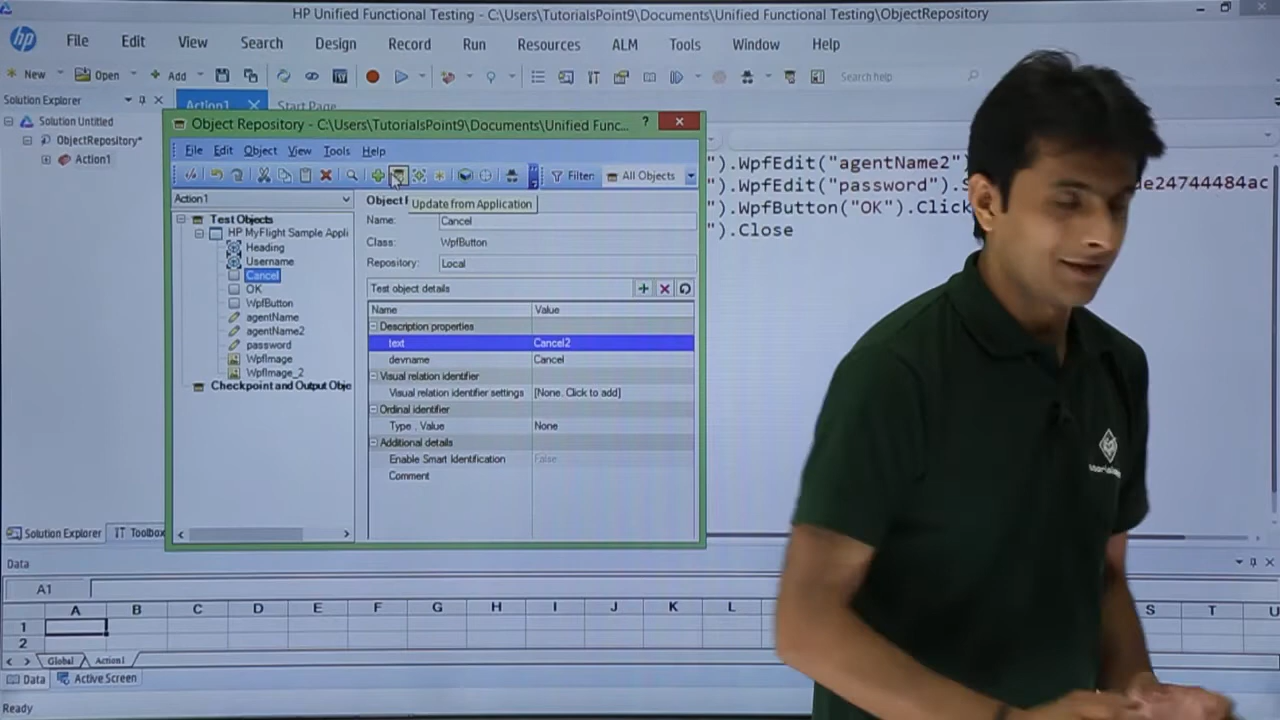 HP Unified Functional Testing - C:\Users\TutorialsPoint9\Documents\Unified Functional Testing\ObjectRepository
hp File Edit View Search Design Record Run Resources ALM Tools Window Help
New Open Add Search help
Solution Explorer
Action1 Start Page
Solution Untitled
ObjectRepository*
Action1
Object Repository - C:\Users\TutorialsPoint9\Documents\Unified Func... ?
File Edit Object View Tools Help
Filter: All Objects
Action1
Update from Application
Test Objects
HP MyFlight Sample Appli
Heading
Username
Cancel
OK
WpfButton
agentName
agentName2
password
WpfImage
WpfImage_2
Checkpoint and Output Obje
Name: Cancel
Class: WpfButton
Repository: Local
Test object details
Name Value
Description properties
text Cancel2
devname Cancel
Visual relation identifier
Visual relation identifier settings [None. Click to add]
Ordinal identifier
Type , Value None
Additional details
Enable Smart Identification False
Comment
").WpfEdit("agentName2")
").WpfEdit("password").S de24744484ac
").WpfButton("OK").Click
").Close
Solution Explorer Toolbox
Data
A1
A B C D E F G H I J K L S T U
1
2
Global Action1
Data Active Screen
Ready